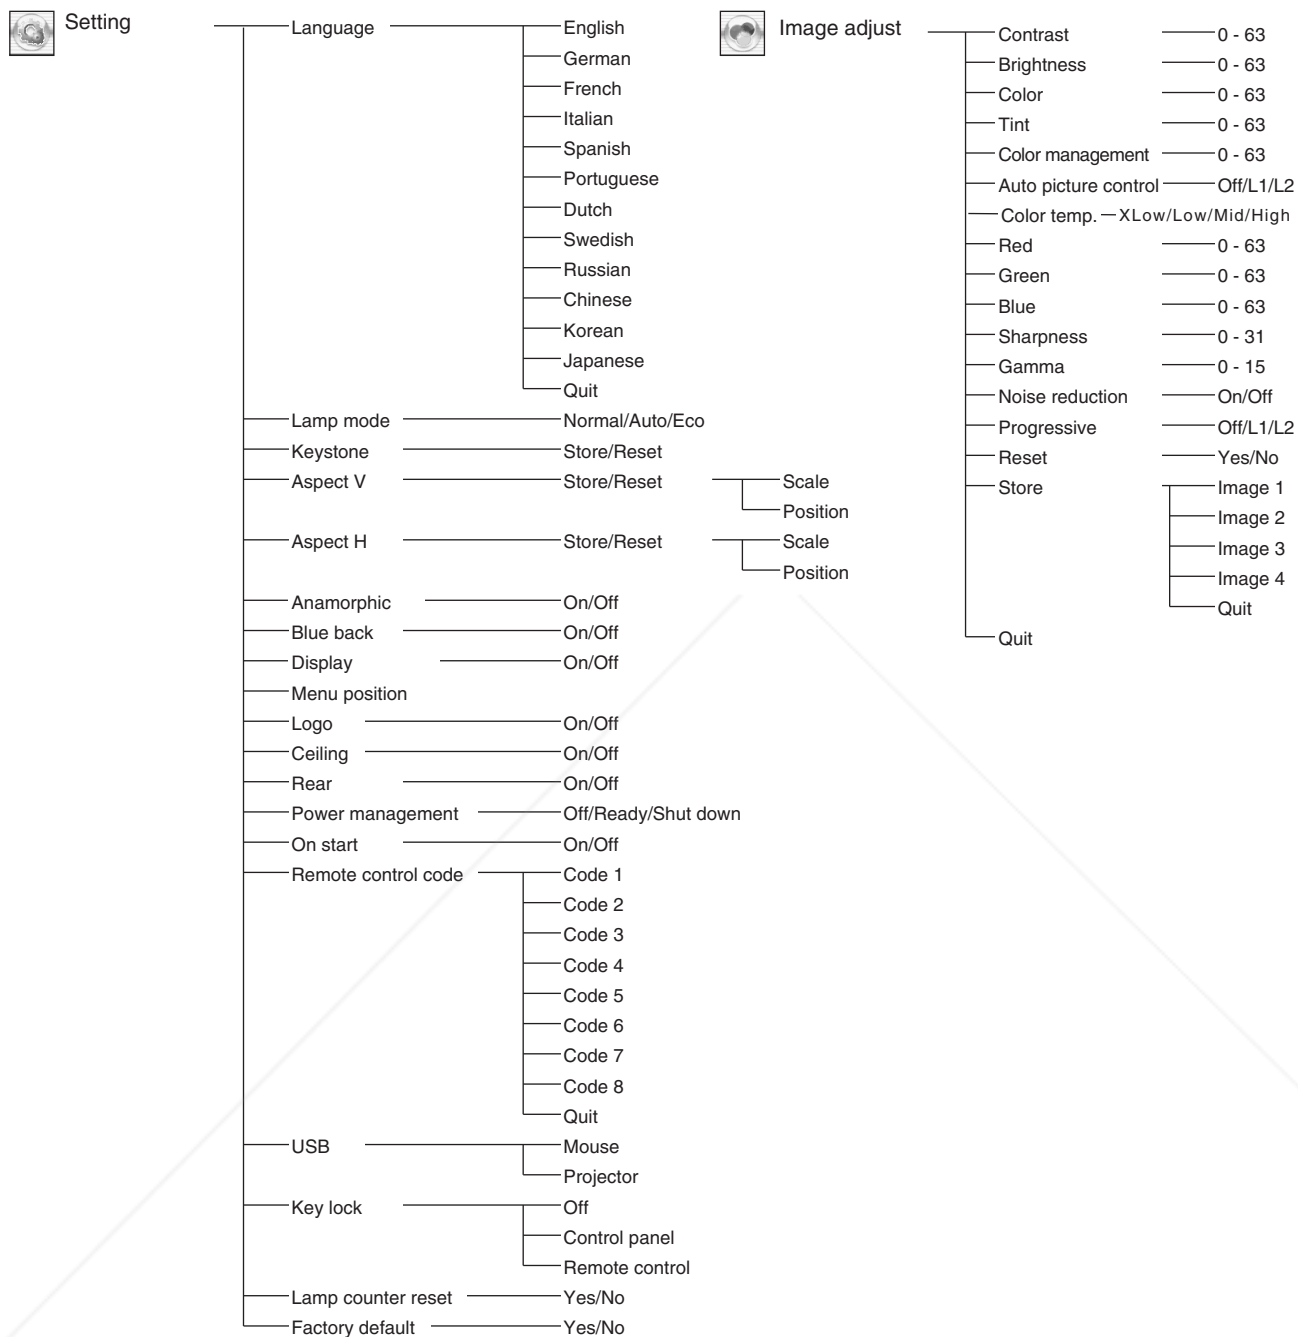 Setting
Language
English
German
French
Italian
Spanish
Portuguese
Dutch
Swedish
Russian
Chinese
Korean
Japanese
Quit
Lamp mode Normal/Auto/Eco
Keystone Store/Reset
Aspect V Store/Reset Scale
Position
Aspect H Store/Reset Scale
Position
Anamorphic On/Off
Blue back On/Off
Display On/Off
Menu position
Logo On/Off
Ceiling On/Off
Rear On/Off
Power management Off/Ready/Shut down
On start On/Off
Remote control code Code 1
Code 2
Code 3
Code 4
Code 5
Code 6
Code 7
Code 8
Quit
USB Mouse
Projector
Key lock Off
Control panel
Remote control
Lamp counter reset Yes/No
Factory default Yes/No
Image adjust
Contrast 0 - 63
Brightness 0 - 63
Color 0 - 63
Tint 0 - 63
Color management 0 - 63
Auto picture control Off/L1/L2
Color temp. XLow/Low/Mid/High
Red 0 - 63
Green 0 - 63
Blue 0 - 63
Sharpness 0 - 31
Gamma 0 - 15
Noise reduction On/Off
Progressive Off/L1/L2
Reset Yes/No
Store Image 1
Image 2
Image 3
Image 4
Quit
Quit